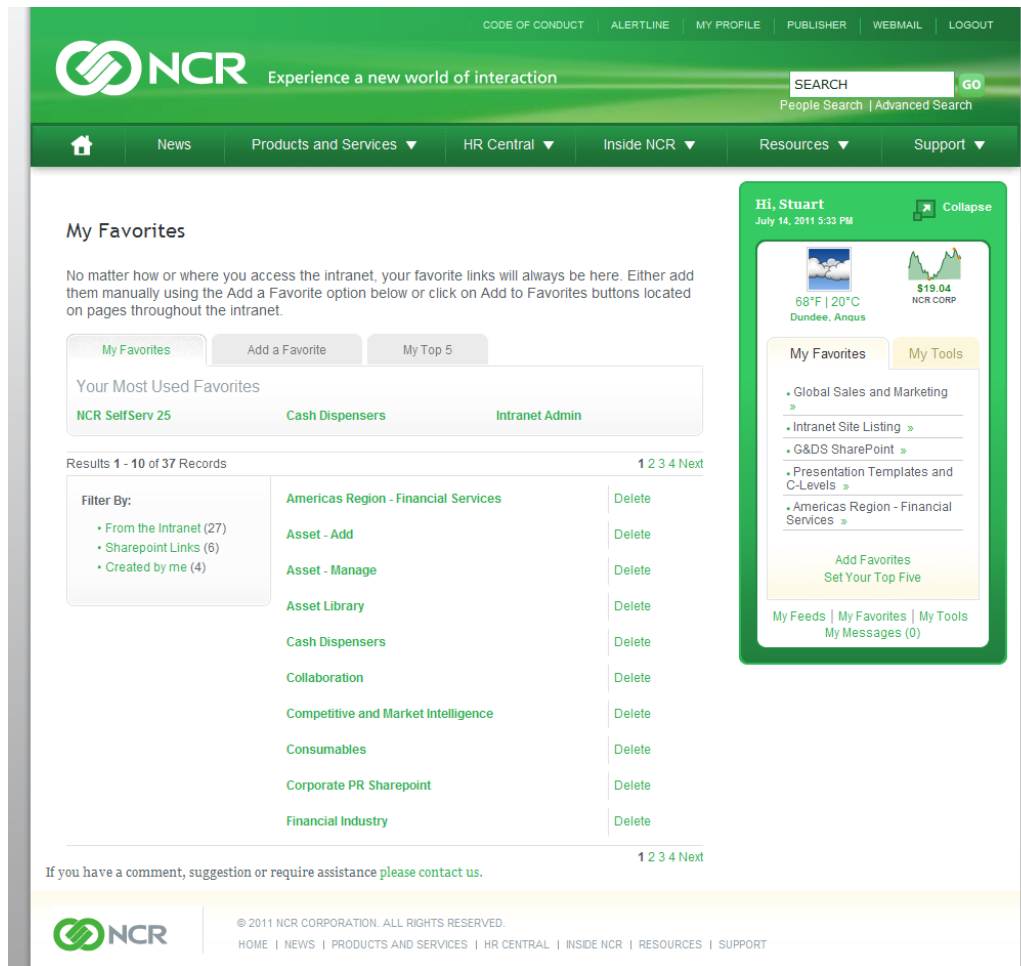 CODE OF CONDUCT | ALERTLINE | MY PROFILE | PUBLISHER | WEBMAIL | LOGOUT
NCR Experience a new world of interaction
SEARCH GO
People Search | Advanced Search
News Products and Services ▼ HR Central ▼ Inside NCR ▼ Resources ▼ Support ▼
My Favorites
No matter how or where you access the intranet, your favorite links will always be here. Either add
them manually using the Add a Favorite option below or click on Add to Favorites buttons located
on pages throughout the intranet.
My Favorites Add a Favorite My Top 5
Your Most Used Favorites
NCR SelfServ 25 Cash Dispensers Intranet Admin
Results 1 - 10 of 37 Records 1 2 3 4 Next
Filter By:
• From the Intranet (27)
• Sharepoint Links (6)
• Created by me (4)
Americas Region - Financial Services Delete
Asset - Add Delete
Asset - Manage Delete
Asset Library Delete
Cash Dispensers Delete
Collaboration Delete
Competitive and Market Intelligence Delete
Consumables Delete
Corporate PR Sharepoint Delete
Financial Industry Delete
1 2 3 4 Next
If you have a comment, suggestion or require assistance please contact us.
Hi, Stuart Collapse
July 14, 2011 5:33 PM
68°F | 20°C
Dundee, Angus
$19.04
NCR CORP
My Favorites My Tools
• Global Sales and Marketing
»
• Intranet Site Listing »
• G&DS SharePoint »
• Presentation Templates and
C-Levels »
• Americas Region - Financial
Services »
Add Favorites
Set Your Top Five
My Feeds | My Favorites | My Tools
My Messages (0)
NCR
© 2011 NCR CORPORATION. ALL RIGHTS RESERVED.
HOME | NEWS | PRODUCTS AND SERVICES | HR CENTRAL | INSIDE NCR | RESOURCES | SUPPORT